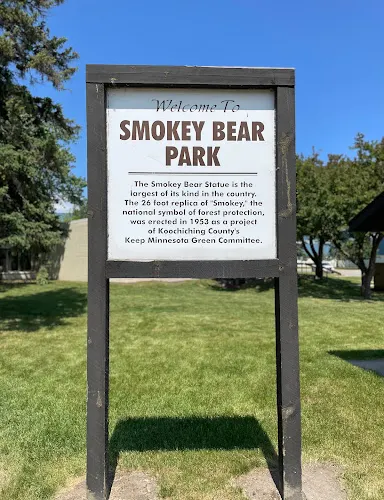 Welcome To
SMOKEY BEAR
PARK
The Smokey Bear Statue is the
largest of its kind in the country.
The 26 foot replica of "Smokey," the
national symbol of forest protection,
was erected in 1953 as a project
of Koochiching County's
Keep Minnesota Green Committee.